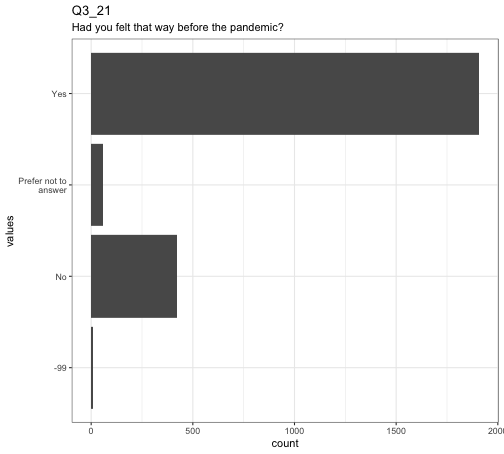 Q3_21
Had you felt that way before the pandemic?
values
Yes
Prefer not to
answer
No
-99
0 500 1000 1500 2000
count